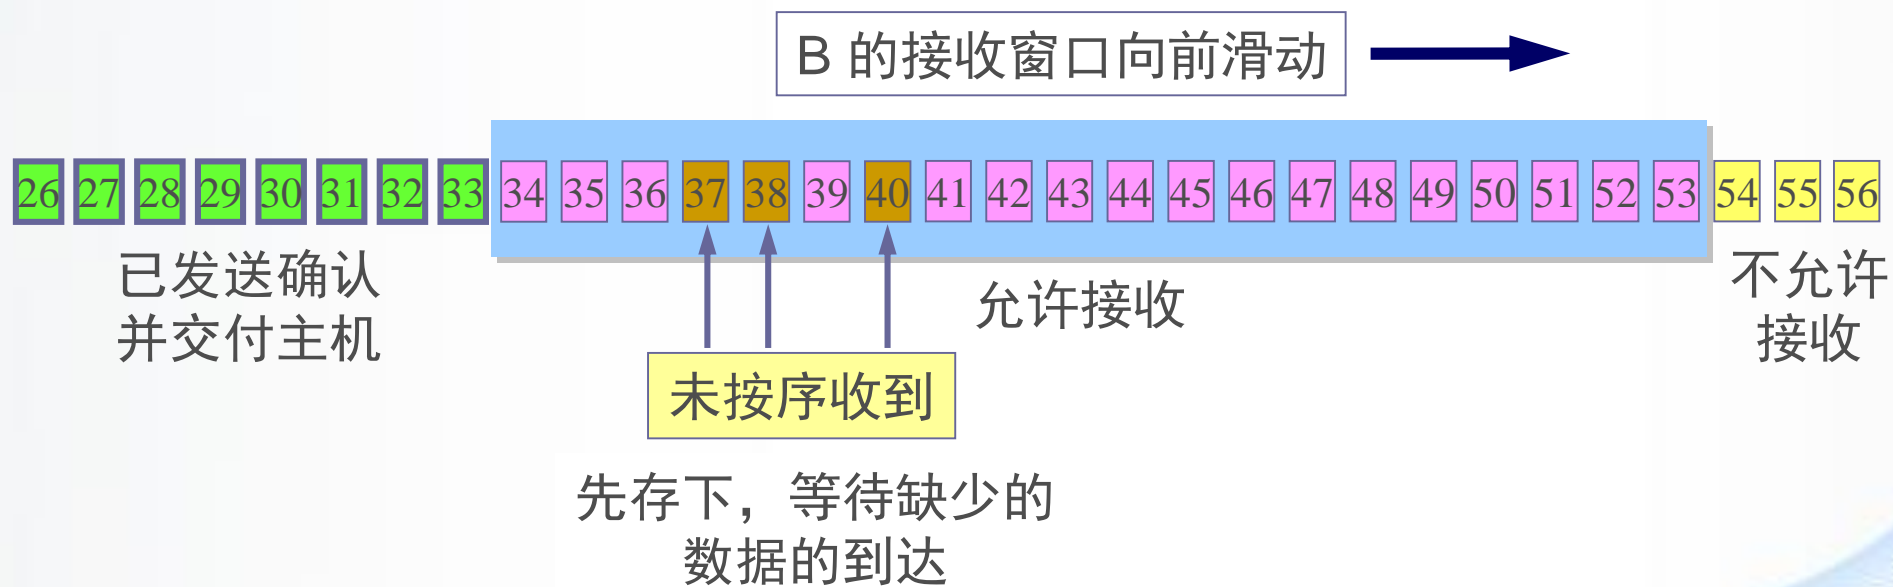 B 的接收窗口向前滑动
26 27 28 29 30 31 32 33 34 35 36 37 38 39 40 41 42 43 44 45 46 47 48 49 50 51 52 53 54 55 56
已发送确认
并交付主机
允许接收
不允许
接收
未按序收到
先存下，等待缺少的
数据的到达